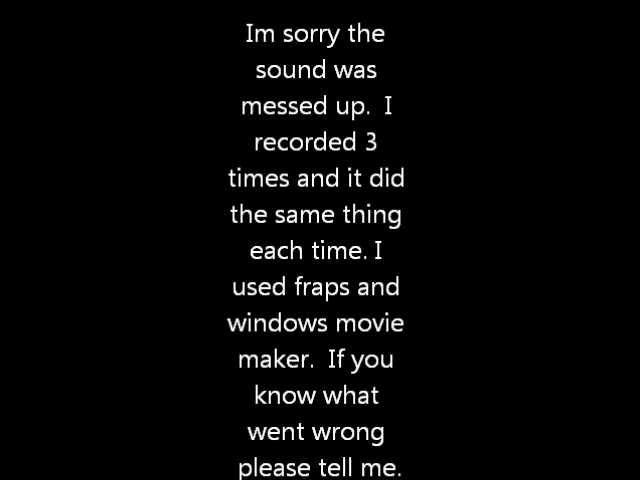 Im sorry the
sound was
messed up.  I
recorded 3
times and it did
the same thing
each time. I
used fraps and
windows movie
maker.  If you
know what
went wrong
please tell me.